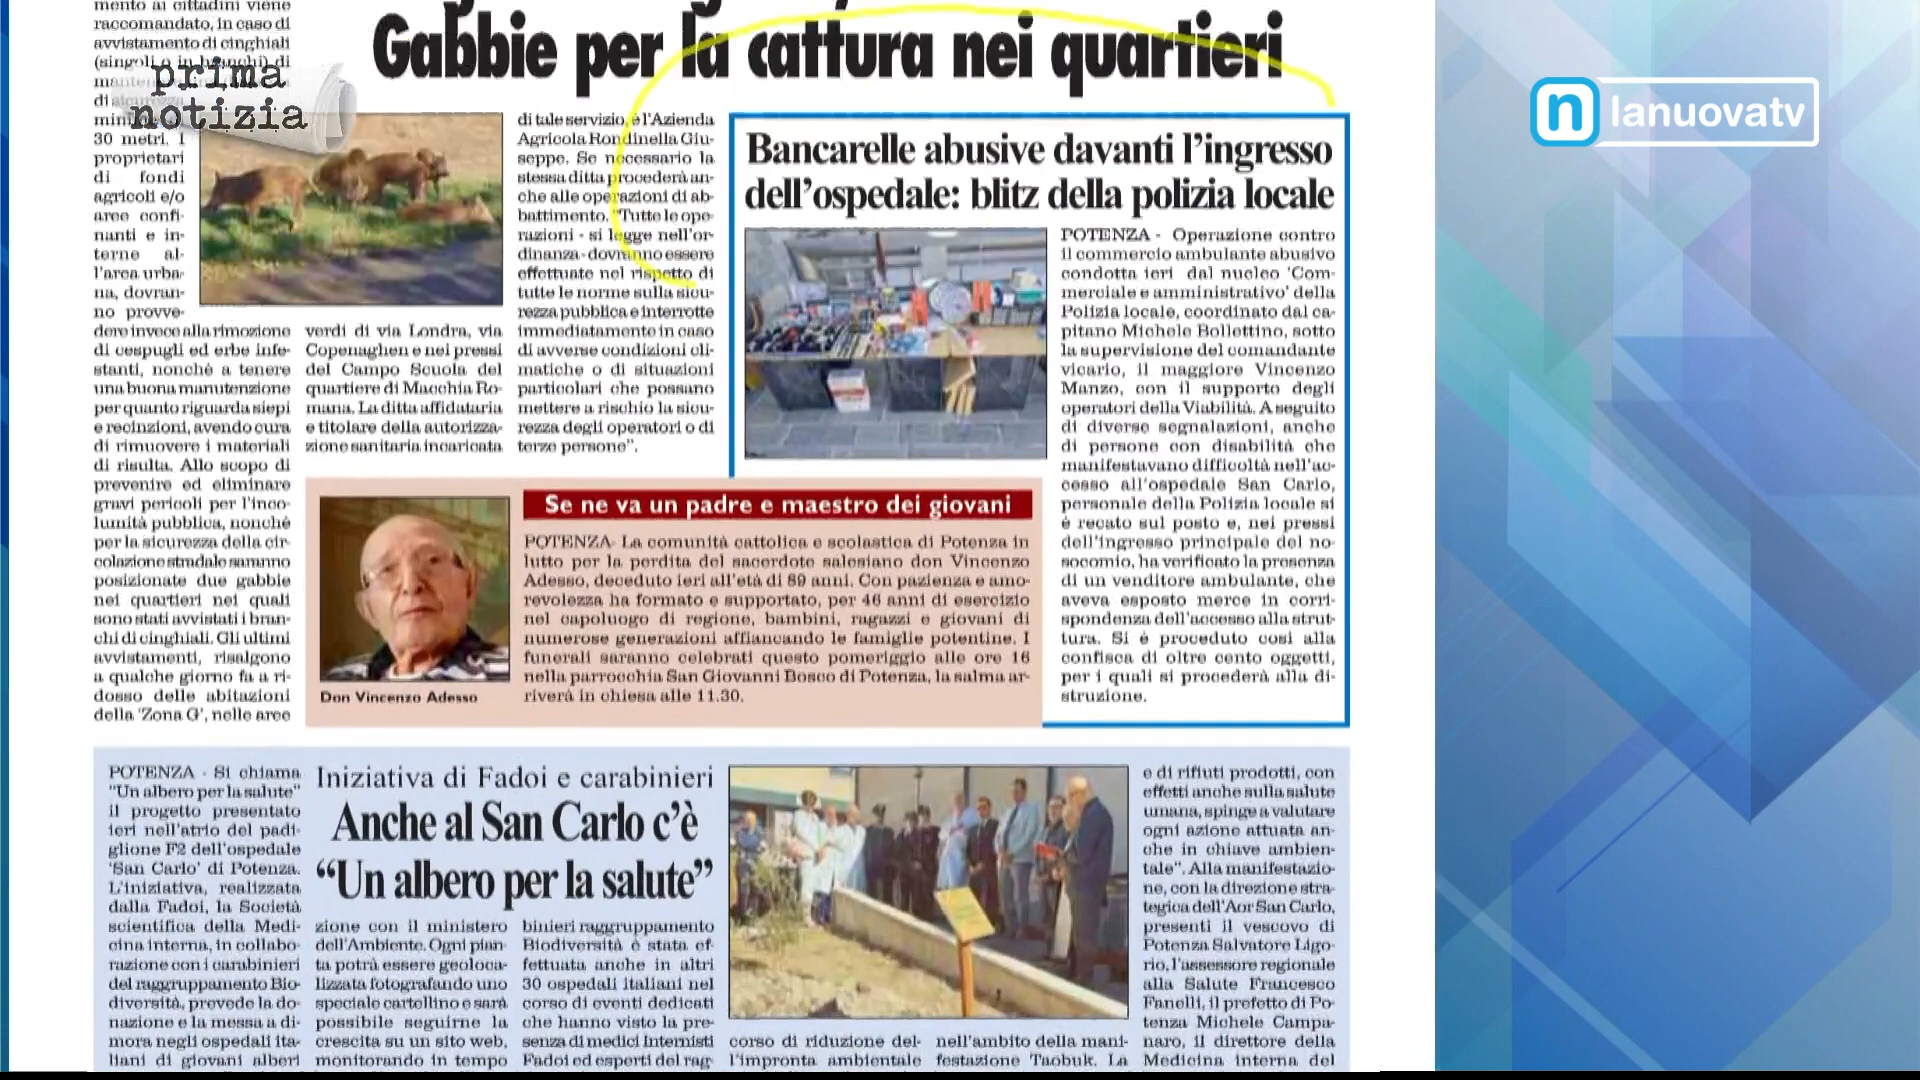 prima
notizia
lanuovatv
mento ai cittadini viene
raccomandato, in caso di
avvistamento di cinghiali
(singoli o in branchi) di
di sicurezza
30 metri. I
proprietari
di fondi
agricoli e/o
aree confi-
nanti e in-
terne al-
l'area urba-
na, dovran-
no provve-
dere invece alla rimozione
di cespugli ed erbe infe-
stanti, nonchè a tenere
una buona manutenzione
per quanto riguarda siepi
e recinzioni, avendo cura
di rimuovere i materiali
di risulta. Allo scopo di
prevenire ed eliminare
gravi pericoli per l'inco-
lumità pubblica, nonchè
per la sicurezza della cir-
colazione stradale saranno
posizionate due gabbie
nei quartieri nei quali
sono stati avvistati i bran-
chi di cinghiali. Gli ultimi
avvistamenti, risalgono
a qualche giorno fa a ri-
dosso delle abitazioni
della 'Zona G', nelle aree
Gabbie per la cattura nei quartieri
verdi di via Londra, via
Copenaghen e nei pressi
del Campo Scuola del
quartiere di Macchia Ro-
mana. La ditta affidataria
e titolare della autorizza-
zione sanitaria incaricata
di tale servizio, è l'Azienda
Agricola Rondinella Giu-
seppe. Se necessario la
stessa ditta procederà an-
che alle operazioni di ab-
battimento. "Tutte le ope-
razioni - si legge nell'or-
dinanza - dovranno essere
effettuate nel rispetto di
tutte le norme sulla sicu-
rezza pubblica e interrotte
immediatamente in caso
di avverse condizioni cli-
matiche o di situazioni
particolari che possano
mettere a rischio la sicu-
rezza degli operatori o di
terze persone".
Bancarelle abusive davanti l'ingresso
dell'ospedale: blitz della polizia locale
POTENZA - Operazione contro
il commercio ambulante abusivo
condotta ieri dal nucleo 'Com-
merciale e amministrativo' della
Polizia locale, coordinato dal ca-
pitano Michele Bollettino, sotto
la supervisione del comandante
vicario, il maggiore Vincenzo
Manzo, con il supporto degli
operatori della Viabilità. A seguito
di diverse segnalazioni, anche
di persone con disabilità che
manifestavano difficoltà nell'ac-
cesso all'ospedale San Carlo,
personale della Polizia locale si
è recato sul posto e, nei pressi
dell'ingresso principale del no-
socomio, ha verificato la presenza
di un venditore ambulante, che
aveva esposto merce in corri-
spondenza dell'accesso alla strut-
tura. Si è proceduto così alla
confisca di oltre cento oggetti,
per i quali si procederà alla di-
struzione.
Se ne va un padre e maestro dei giovani
POTENZA- La comunità cattolica e scolastica di Potenza in
lutto per la perdita del sacerdote salesiano don Vincenzo
Adesso, deceduto ieri all'età di 89 anni. Con pazienza e amo-
revolezza ha formato e supportato, per 46 anni di esercizio
nel capoluogo di regione, bambini, ragazzi e giovani di
numerose generazioni affiancando le famiglie potentine. I
funerali saranno celebrati questo pomeriggio alle ore 16
nella parrocchia San Giovanni Bosco di Potenza, la salma ar-
riverà in chiesa alle 11.30.
Don Vincenzo Adesso
Iniziativa di Fadoi e carabinieri
Anche al San Carlo c'è
“Un albero per la salute”
POTENZA - Si chiama
"Un albero per la salute"
il progetto presentato
ieri nell'atrio del padi-
glione F2 dell'ospedale
'San Carlo' di Potenza.
L'iniziativa, realizzata
dalla Fadoi, la Società
scientifica della Medi-
cina interna, in collabo-
razione con i carabinieri
del raggruppamento Bio-
diversità, prevede la do-
nazione e la messa a di-
mora negli ospedali ita-
liani di giovani alberi
zione con il ministero
dell'Ambiente. Ogni pian-
ta potrà essere geoloca-
lizzata fotografando uno
speciale cartellino e sarà
possibile seguirne la
crescita su un sito web,
monitorando in tempo
binieri raggruppamento
Biodiversità è stata ef-
fettuata anche in altri
30 ospedali italiani nel
corso di eventi dedicati
che hanno visto la pre-
senza di medici internisti
Fadoi ed esperti del rag-
corso di riduzione del-
l'impronta ambientale
nell'ambito della mani-
festazione Taobuk. La
e di rifiuti prodotti, con
effetti anche sulla salute
umana, spinge a valutare
ogni azione attuata an-
che in chiave ambien-
tale". Alla manifestazio-
ne, con la direzione stra-
tegica dell'Aor San Carlo,
presenti il vescovo di
Potenza Salvatore Ligo-
rio, l'assessore regionale
alla Salute Francesco
Fanelli, il prefetto di Po-
tenza Michele Campa-
naro, il direttore della
Medicina interna del